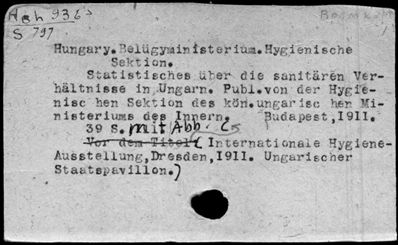 Hyh 936
S 797
Hungary. Belügyministerium. Hygienische
Sektion.
Statistisches über die sanitären Ver-
hältnisse in Ungarn. Publ. von der Hygie-
nisc hen Sektion des kön. ungarisc hen Mi-
nisteriums des Innern. Budapest, 1911.
39 S. mit Abb.
Vor dem Titel: ( Internationale Hygiene-
Ausstellung, Dresden, 1911. Ungarischer
Staatspavillon.)